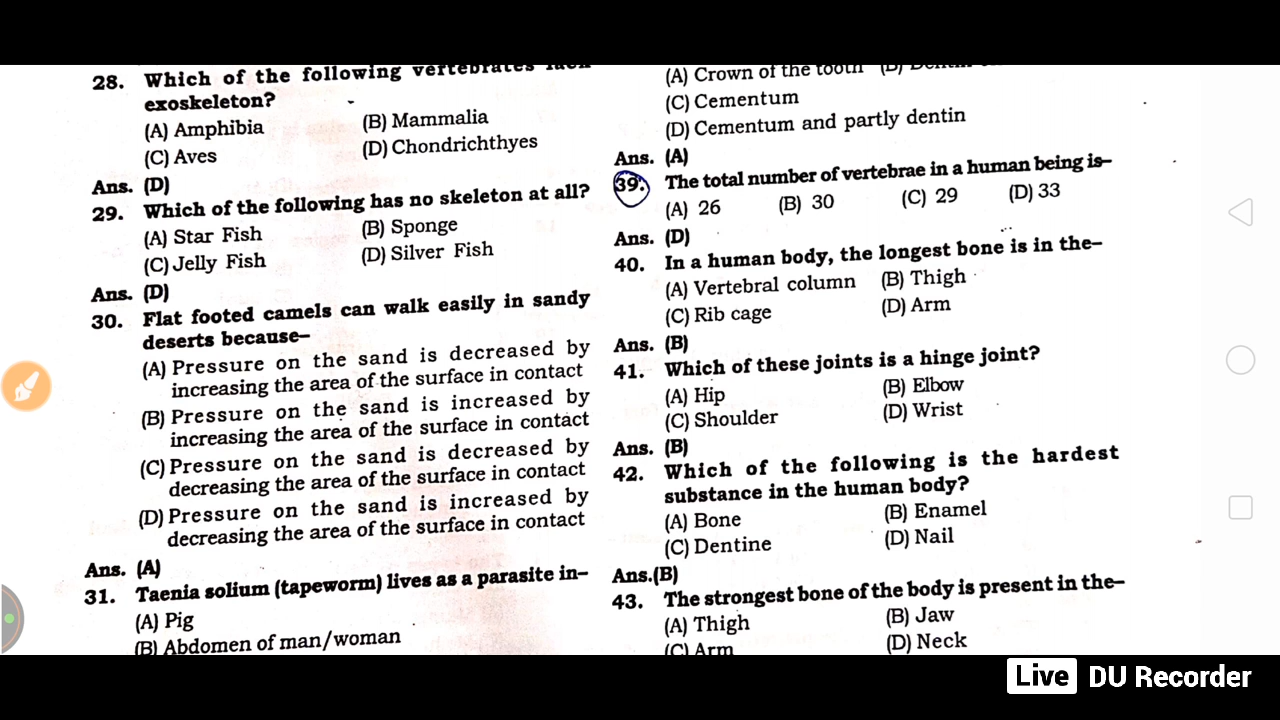 28. Which of the following vertebrates lack
exoskeleton?
(A) Amphibia (B) Mammalia
(C) Aves (D) Chondrichthyes
Ans. (D)
29. Which of the following has no skeleton at all?
(A) Star Fish (B) Sponge
(C) Jelly Fish (D) Silver Fish
Ans. (D)
30. Flat footed camels can walk easily in sandy
deserts because–
(A) Pressure on the sand is decreased by
increasing the area of the surface in contact
(B) Pressure on the sand is increased by
increasing the area of the surface in contact
(C) Pressure on the sand is decreased by
decreasing the area of the surface in contact
(D) Pressure on the sand is increased by
decreasing the area of the surface in contact
Ans. (A)
31. Taenia solium (tapeworm) lives as a parasite in–
(A) Pig
(B) Abdomen of man/woman
(A) Crown of the tooth (B)
(C) Cementum
(D) Cementum and partly dentin
Ans. (A)
39. The total number of vertebrae in a human being is–
(A) 26 (B) 30 (C) 29 (D) 33
Ans. (D)
40. In a human body, the longest bone is in the–
(A) Vertebral column (B) Thigh
(C) Rib cage (D) Arm
Ans. (B)
41. Which of these joints is a hinge joint?
(A) Hip (B) Elbow
(C) Shoulder (D) Wrist
Ans. (B)
42. Which of the following is the hardest
substance in the human body?
(A) Bone (B) Enamel
(C) Dentine (D) Nail
Ans.(B)
43. The strongest bone of the body is present in the–
(A) Thigh (B) Jaw
(C) Arm (D) Neck
Live DU Recorder